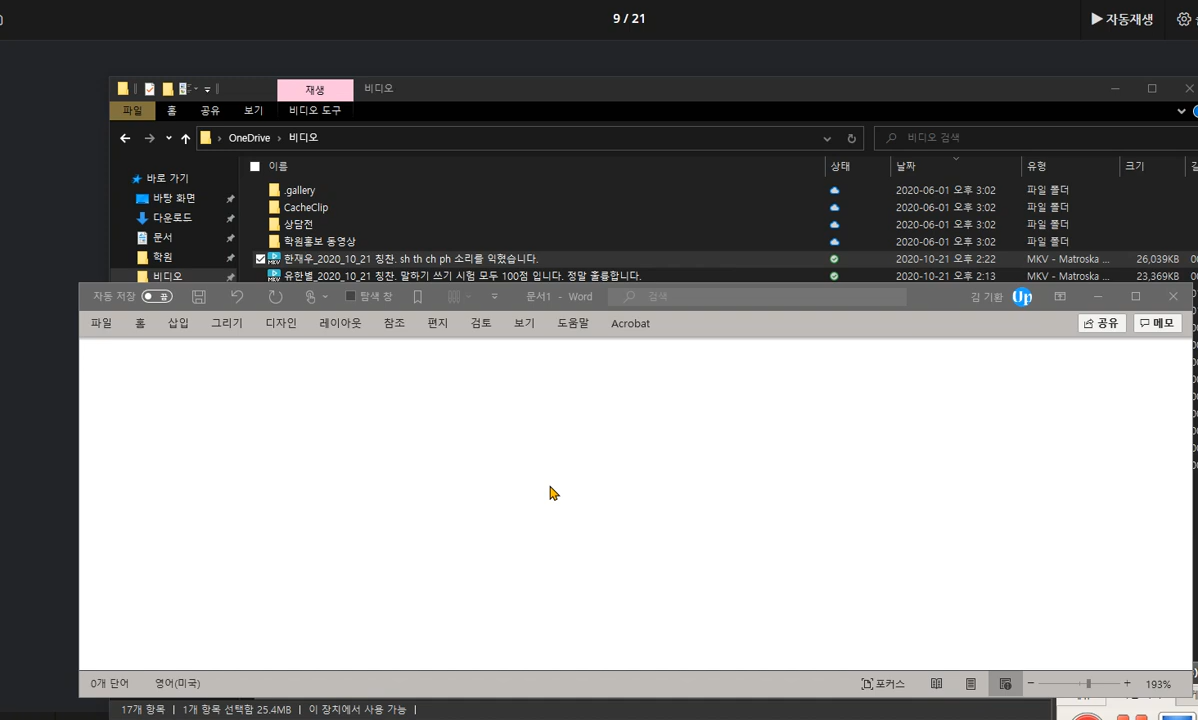 9 / 21
▶ 자동재생
재생
비디오
파일 홈 공유 보기 비디오 도구
OneDrive › 비디오
비디오 검색
이름 상태 날짜 유형 크기
바로 가기
바탕 화면
다운로드
문서
학원
비디오
.gallery 2020-06-01 오후 3:02 파일 폴더
CacheClip 2020-06-01 오후 3:02 파일 폴더
상담전 2020-06-01 오후 3:02 파일 폴더
학원홍보 동영상 2020-06-01 오후 3:02 파일 폴더
한재우_2020_10_21 칭찬. sh th ch ph 소리를 익혔습니다. 2020-10-21 오후 2:22 MKV - Matroska ... 26,039KB
유한별_2020_10_21 칭찬. 말하기 쓰기 시험 모두 100점 입니다. 정말 훌륭합니다. 2020-10-21 오후 2:13 MKV - Matroska ... 23,369KB
자동 저장 끔 탐색 창 문서1 - Word 검색 김 기환 Up
파일 홈 삽입 그리기 디자인 레이아웃 참조 편지 검토 보기 도움말 Acrobat 공유 메모
0개 단어 영어(미국) 포커스 193%
17개 항목 | 1개 항목 선택함 25.4MB | 이 장치에서 사용 가능 |